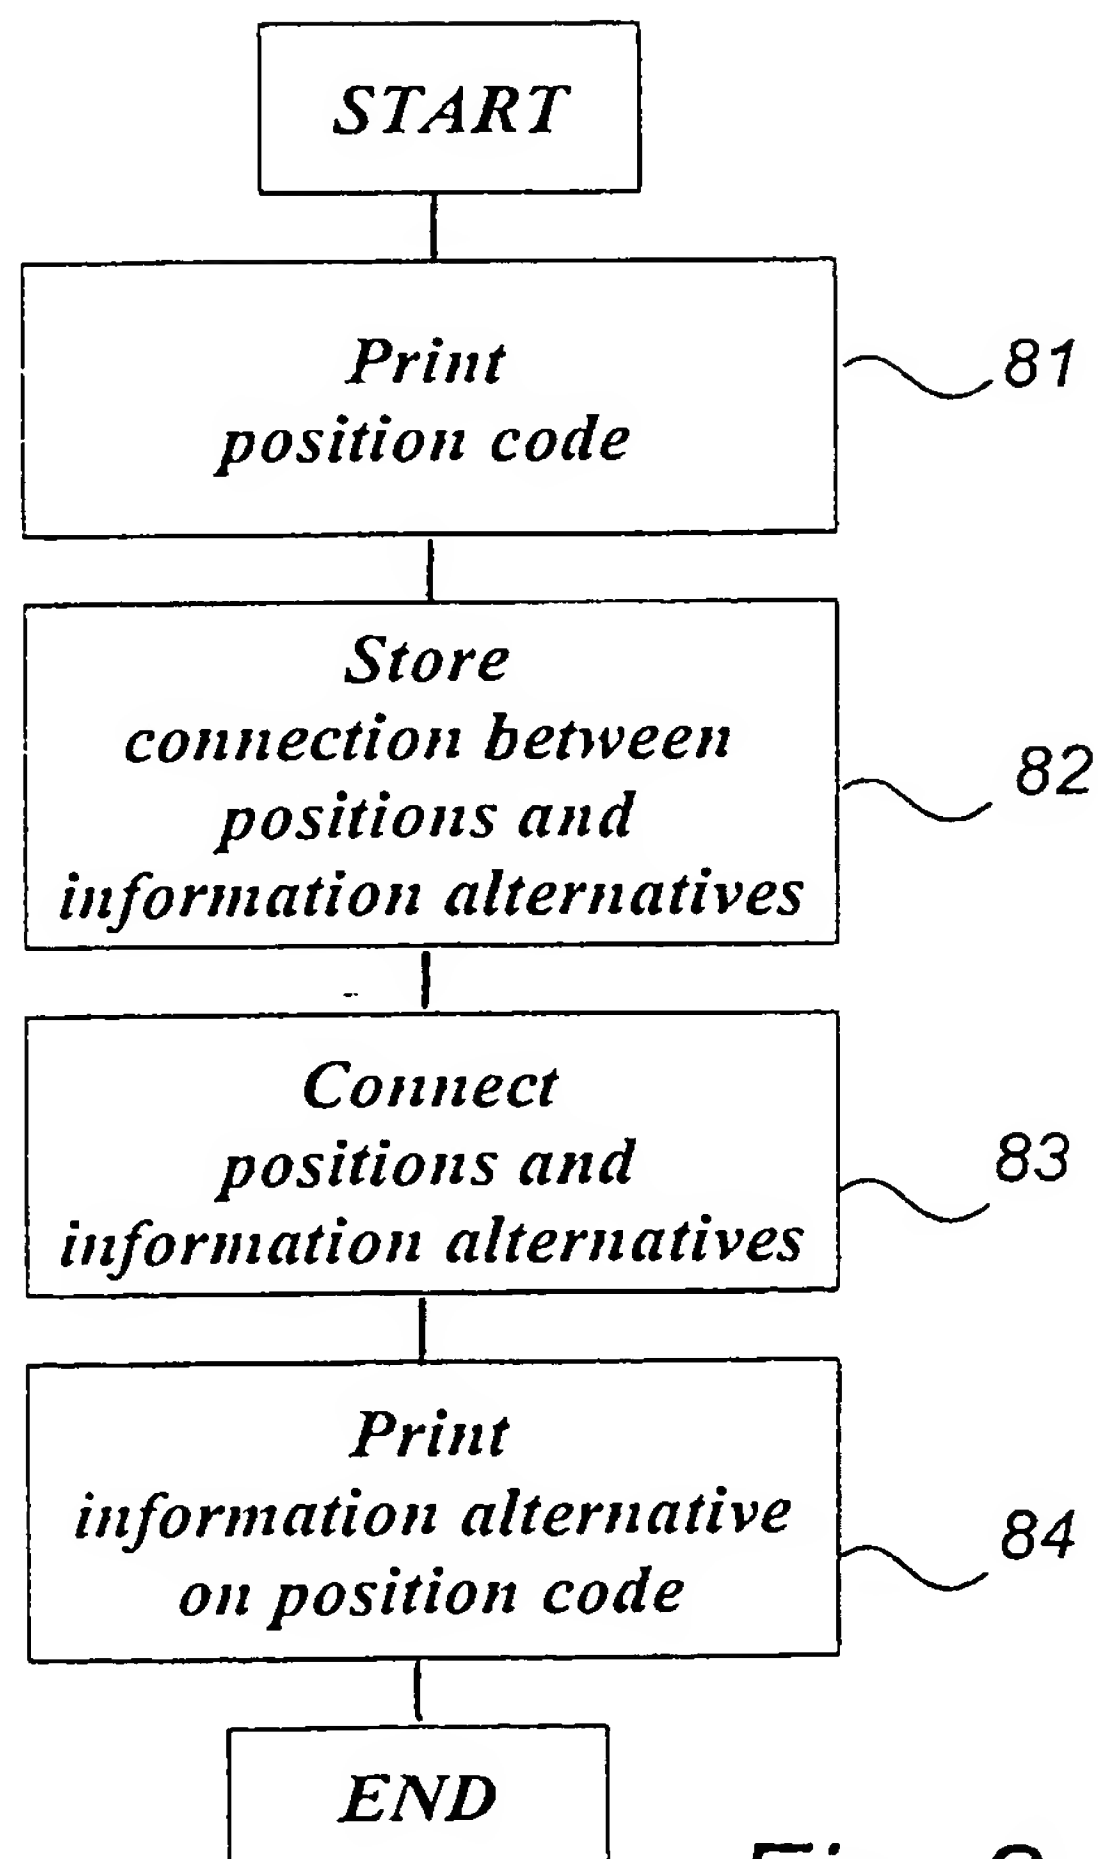 START
Print
position code
81
Store
connection between
positions and
information alternatives
82
Connect
positions and
information alternatives
83
Print
information alternative
on position code
84
END